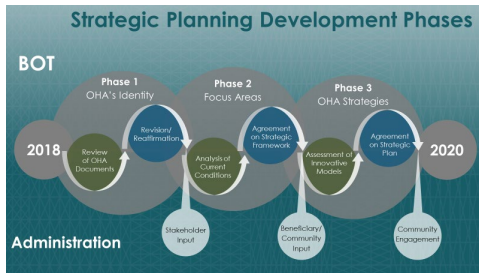 Strategic Planning Development Phases
BOT
Phase 1
OHA's Identity
Phase 2
Focus Areas
Phase 3
OHA Strategies
2018
Review
of OHA
Documents
Revision/
Reaffirmation
Analysis of
Current
Conditions
Agreement
on Strategic
Framework
Assessment of
Innovative
Models
Agreement
on Strategic
Plan
2020
Administration
Stakeholder
Input
Beneficiary/
Community
Input
Community
Engagement